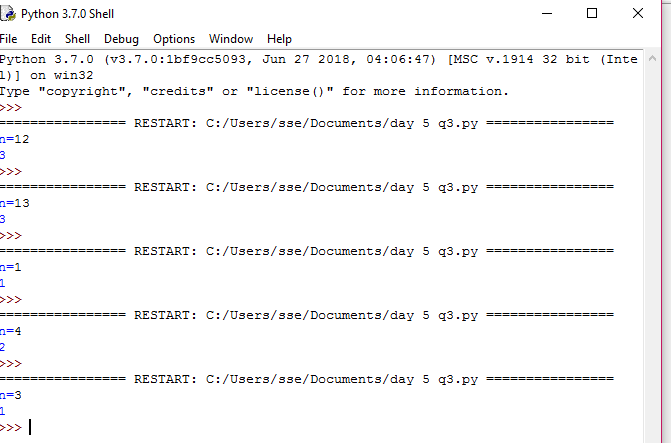 Python 3.7.0 Shell
File Edit Shell Debug Options Window Help
Python 3.7.0 (v3.7.0:1bf9cc5093, Jun 27 2018, 04:06:47) [MSC v.1914 32 bit (Inte
l)] on win32
Type "copyright", "credits" or "license()" for more information.
>>>
================ RESTART: C:/Users/sse/Documents/day 5 q3.py ================
n=12
3
>>>
================ RESTART: C:/Users/sse/Documents/day 5 q3.py ================
n=13
3
>>>
================ RESTART: C:/Users/sse/Documents/day 5 q3.py ================
n=1
1
>>>
================ RESTART: C:/Users/sse/Documents/day 5 q3.py ================
n=4
2
>>>
================ RESTART: C:/Users/sse/Documents/day 5 q3.py ================
n=3
1
>>>